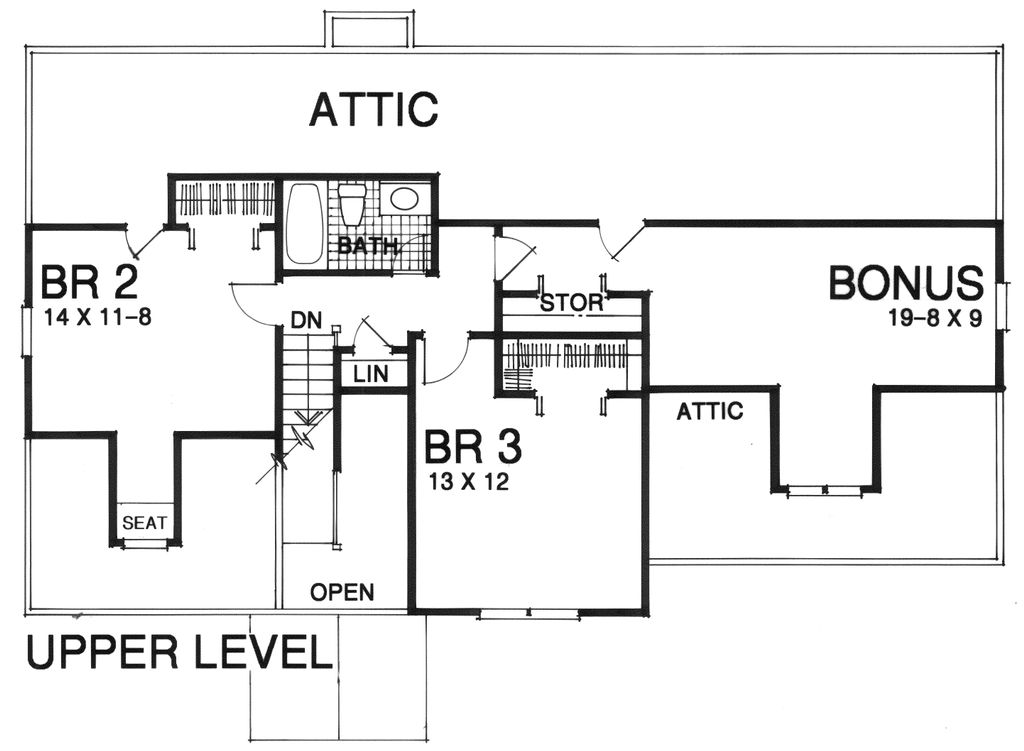 ATTIC
BATH
BR 2
14 X 11–8
BONUS
19–8 X 9
STOR
DN
LIN
ATTIC
BR 3
13 X 12
SEAT
OPEN
UPPER LEVEL